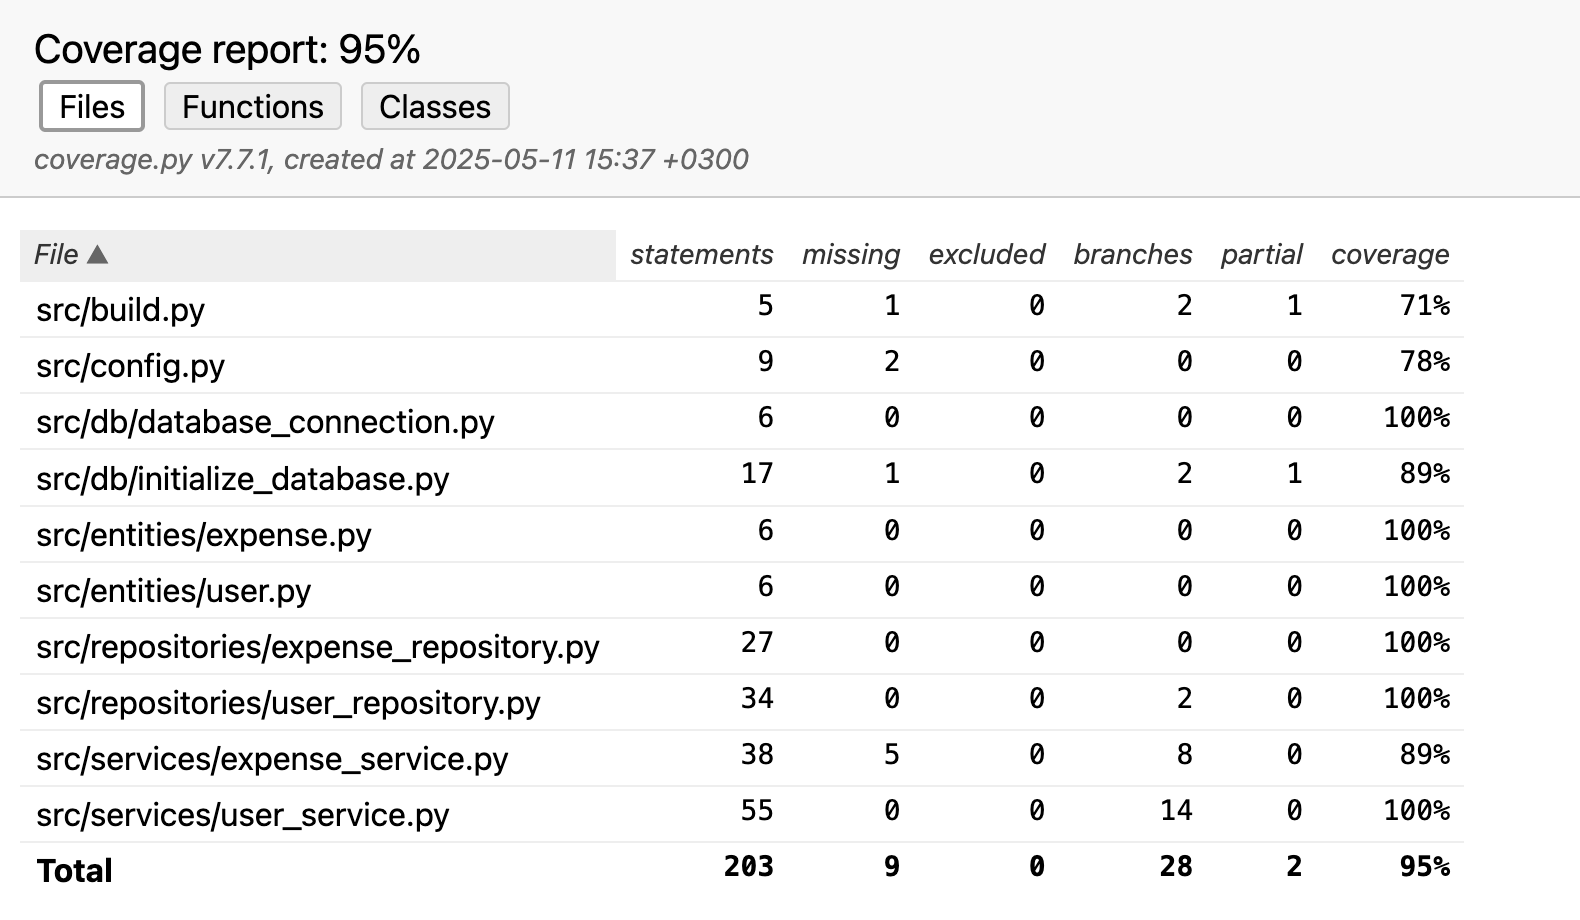 Coverage report: 95%
Files Functions Classes
coverage.py v7.7.1, created at 2025-05-11 15:37 +0300
File ▲ statements missing excluded branches partial coverage
src/build.py 5 1 0 2 1 71%
src/config.py 9 2 0 0 0 78%
src/db/database_connection.py 6 0 0 0 0 100%
src/db/initialize_database.py 17 1 0 2 1 89%
src/entities/expense.py 6 0 0 0 0 100%
src/entities/user.py 6 0 0 0 0 100%
src/repositories/expense_repository.py 27 0 0 0 0 100%
src/repositories/user_repository.py 34 0 0 2 0 100%
src/services/expense_service.py 38 5 0 8 0 89%
src/services/user_service.py 55 0 0 14 0 100%
Total 203 9 0 28 2 95%